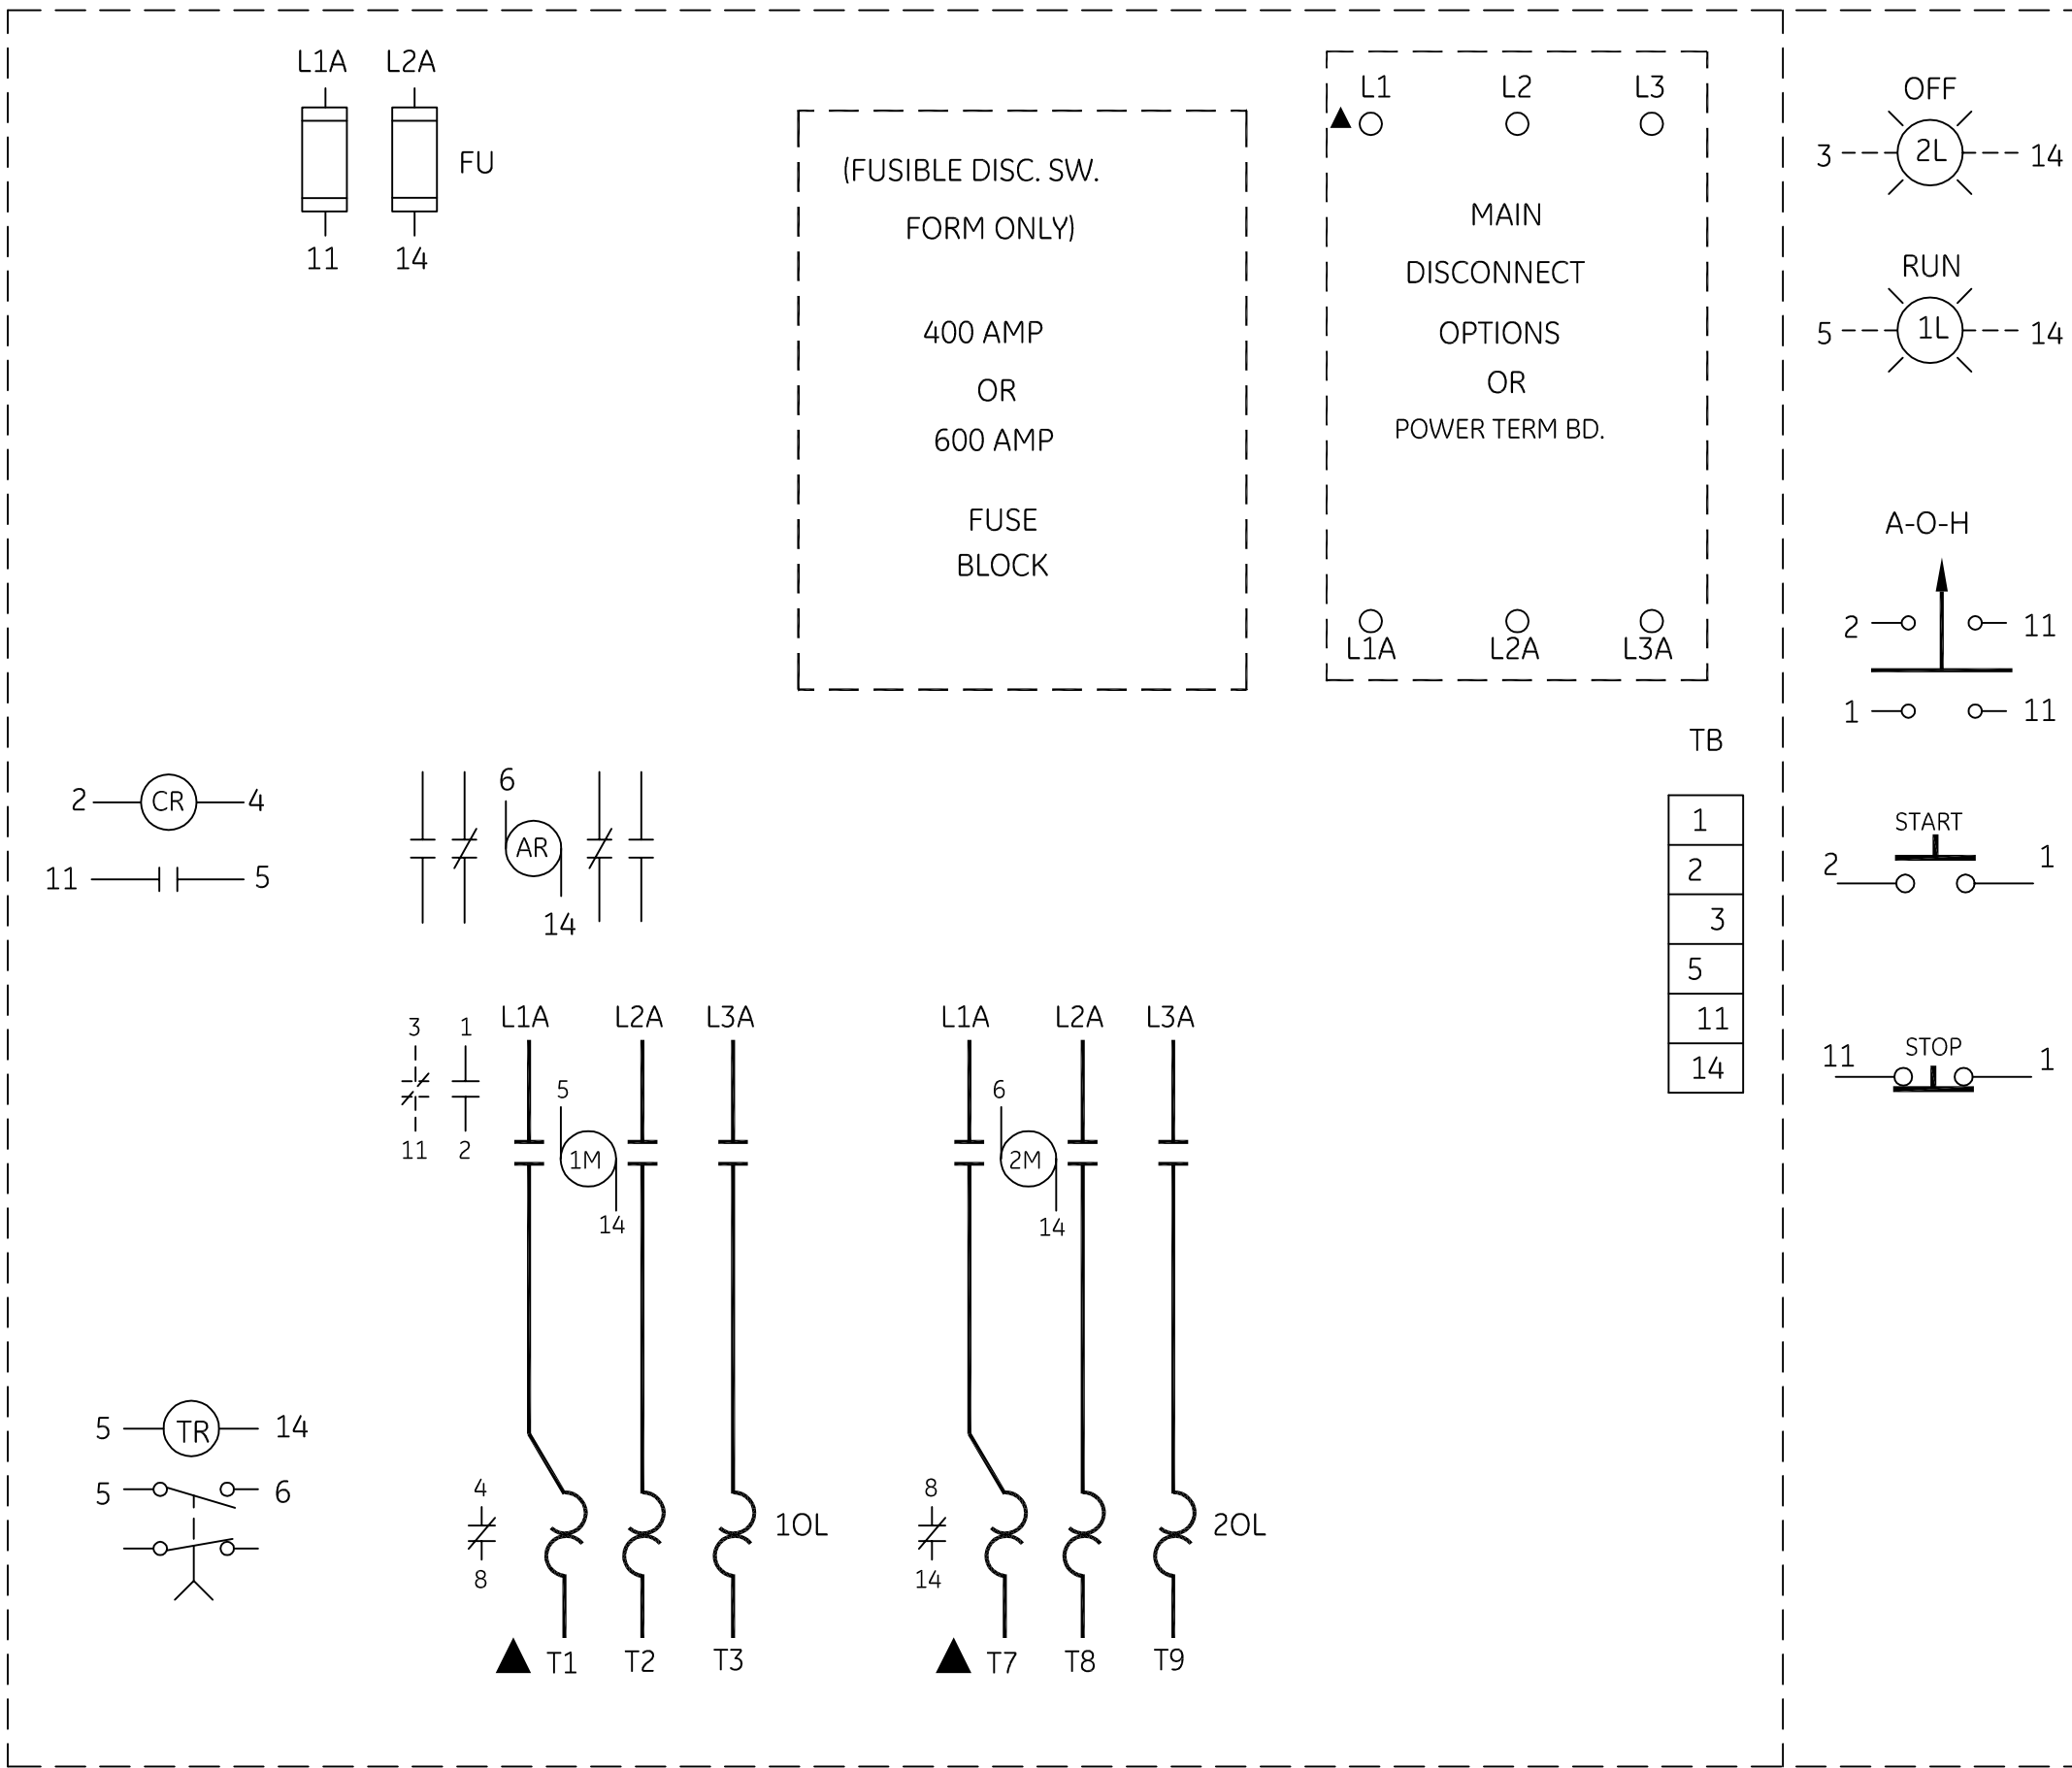 L1A L2A
FU
11 14
(FUSIBLE DISC. SW.
FORM ONLY)
400 AMP
OR
600 AMP
FUSE
BLOCK
L1 L2 L3
MAIN
DISCONNECT
OPTIONS
OR
POWER TERM BD.
L1A L2A L3A
OFF
3 2L 14
RUN
5 1L 14
A-O-H
2 11
1 11
START
2 1
STOP
11 1
TB
1
2
3
5
11
14
2 CR 4
11 5
6
AR
14
3 1 L1A L2A L3A
5
1M
11 2
14
L1A L2A L3A
6
2M
14
5 TR 14
5 6
4
1OL
8
T1 T2 T3
8
2OL
14
T7 T8 T9